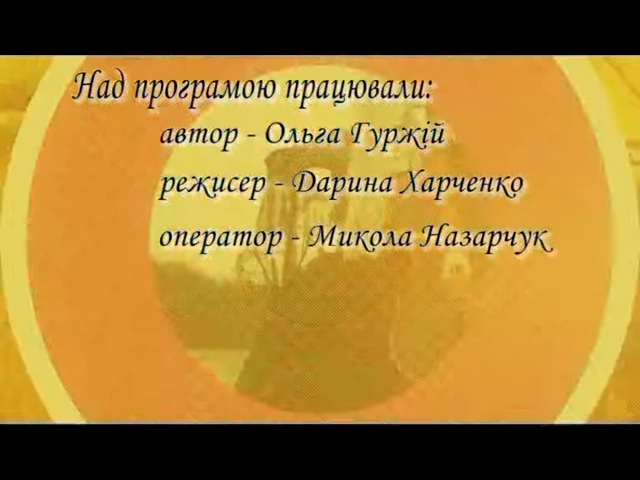 Над програмою працювали:
автор - Ольга Гуржій
режисер - Дарина Харченко
оператор - Микола Назарчук